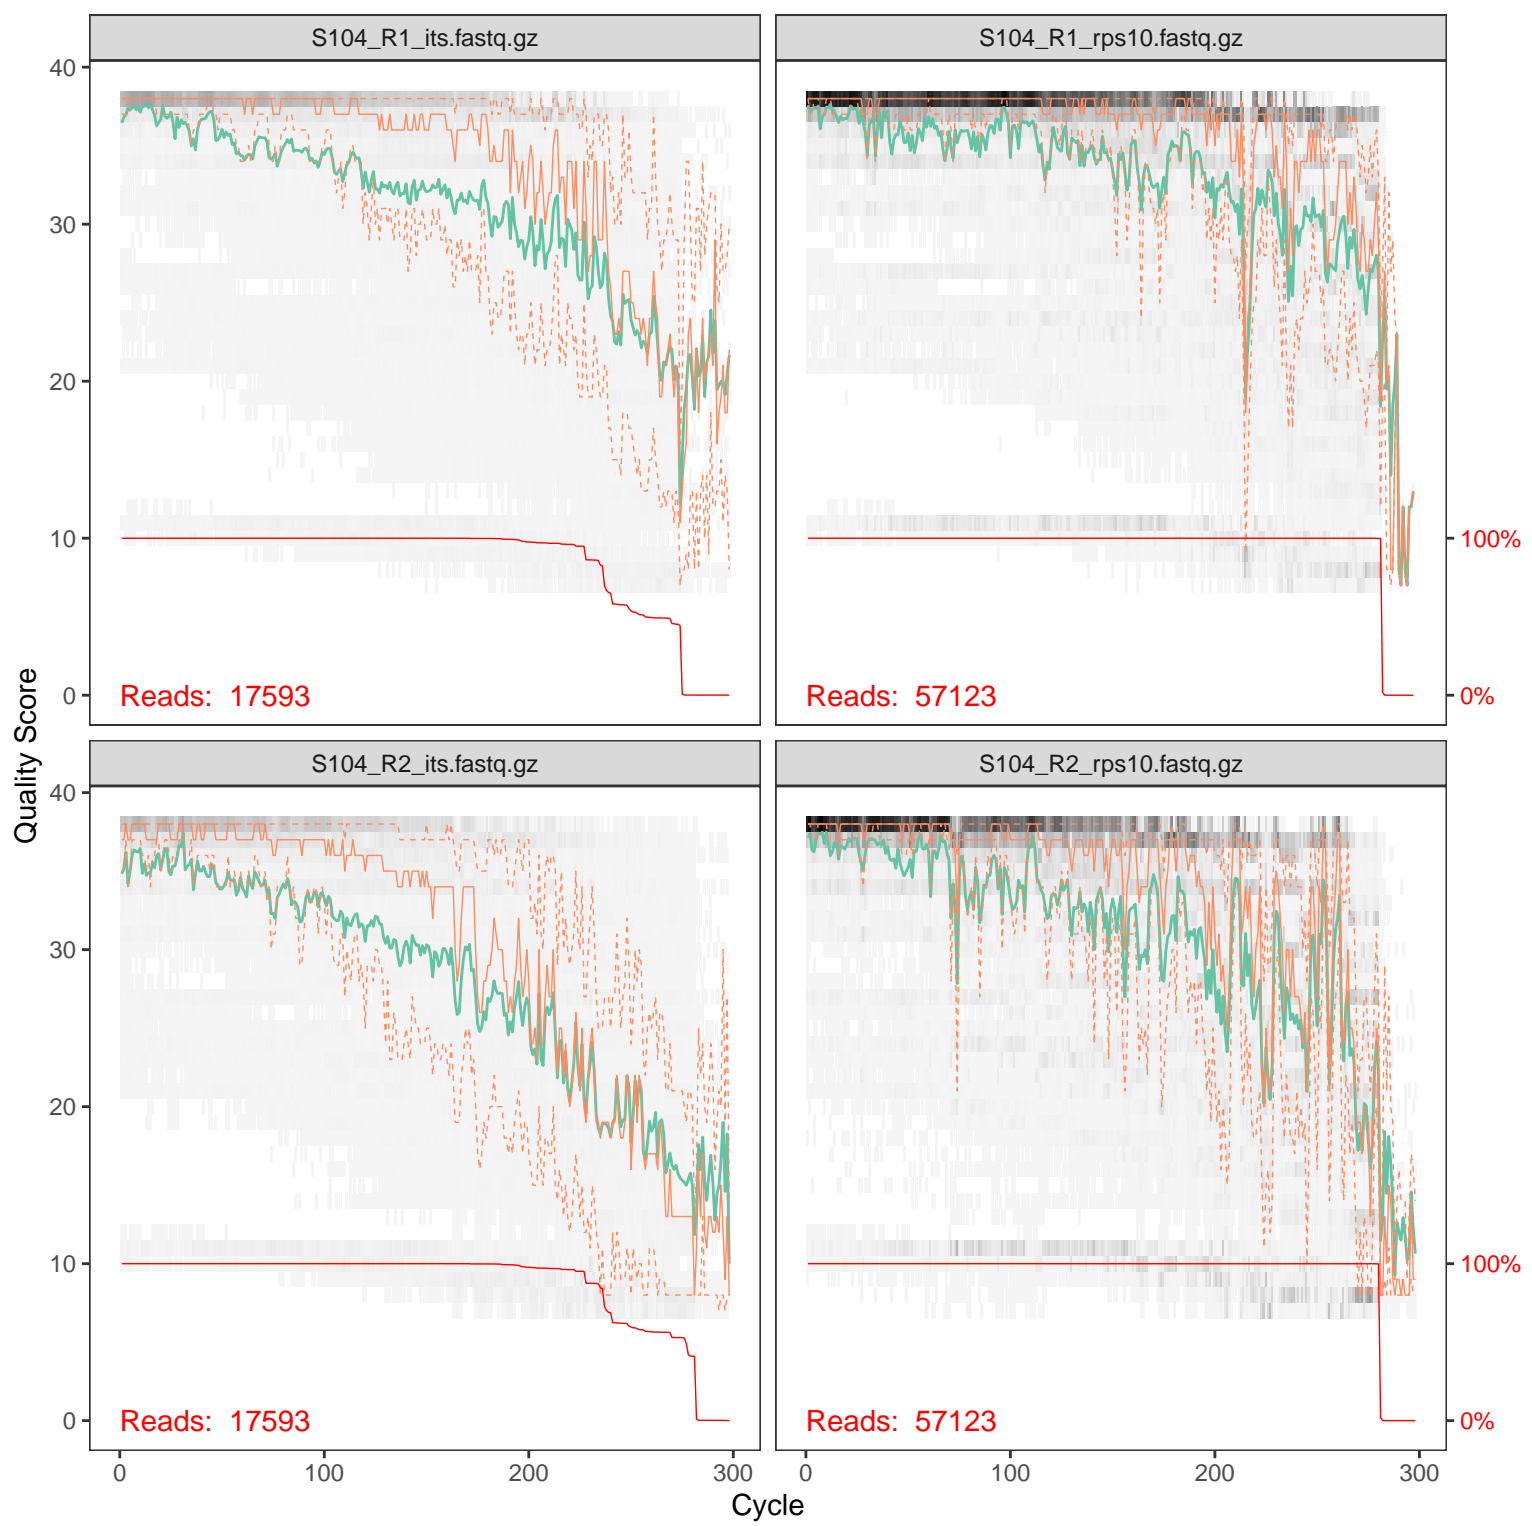 S104_R1_its.fastq.gz
S104_R1_rps10.fastq.gz
40
30
20
10
0
100%
0%
Reads: 17593
Reads: 57123
Quality Score
S104_R2_its.fastq.gz
S104_R2_rps10.fastq.gz
40
30
20
10
0
100%
0%
Reads: 17593
Reads: 57123
0
100
200
300
0
100
200
300
Cycle